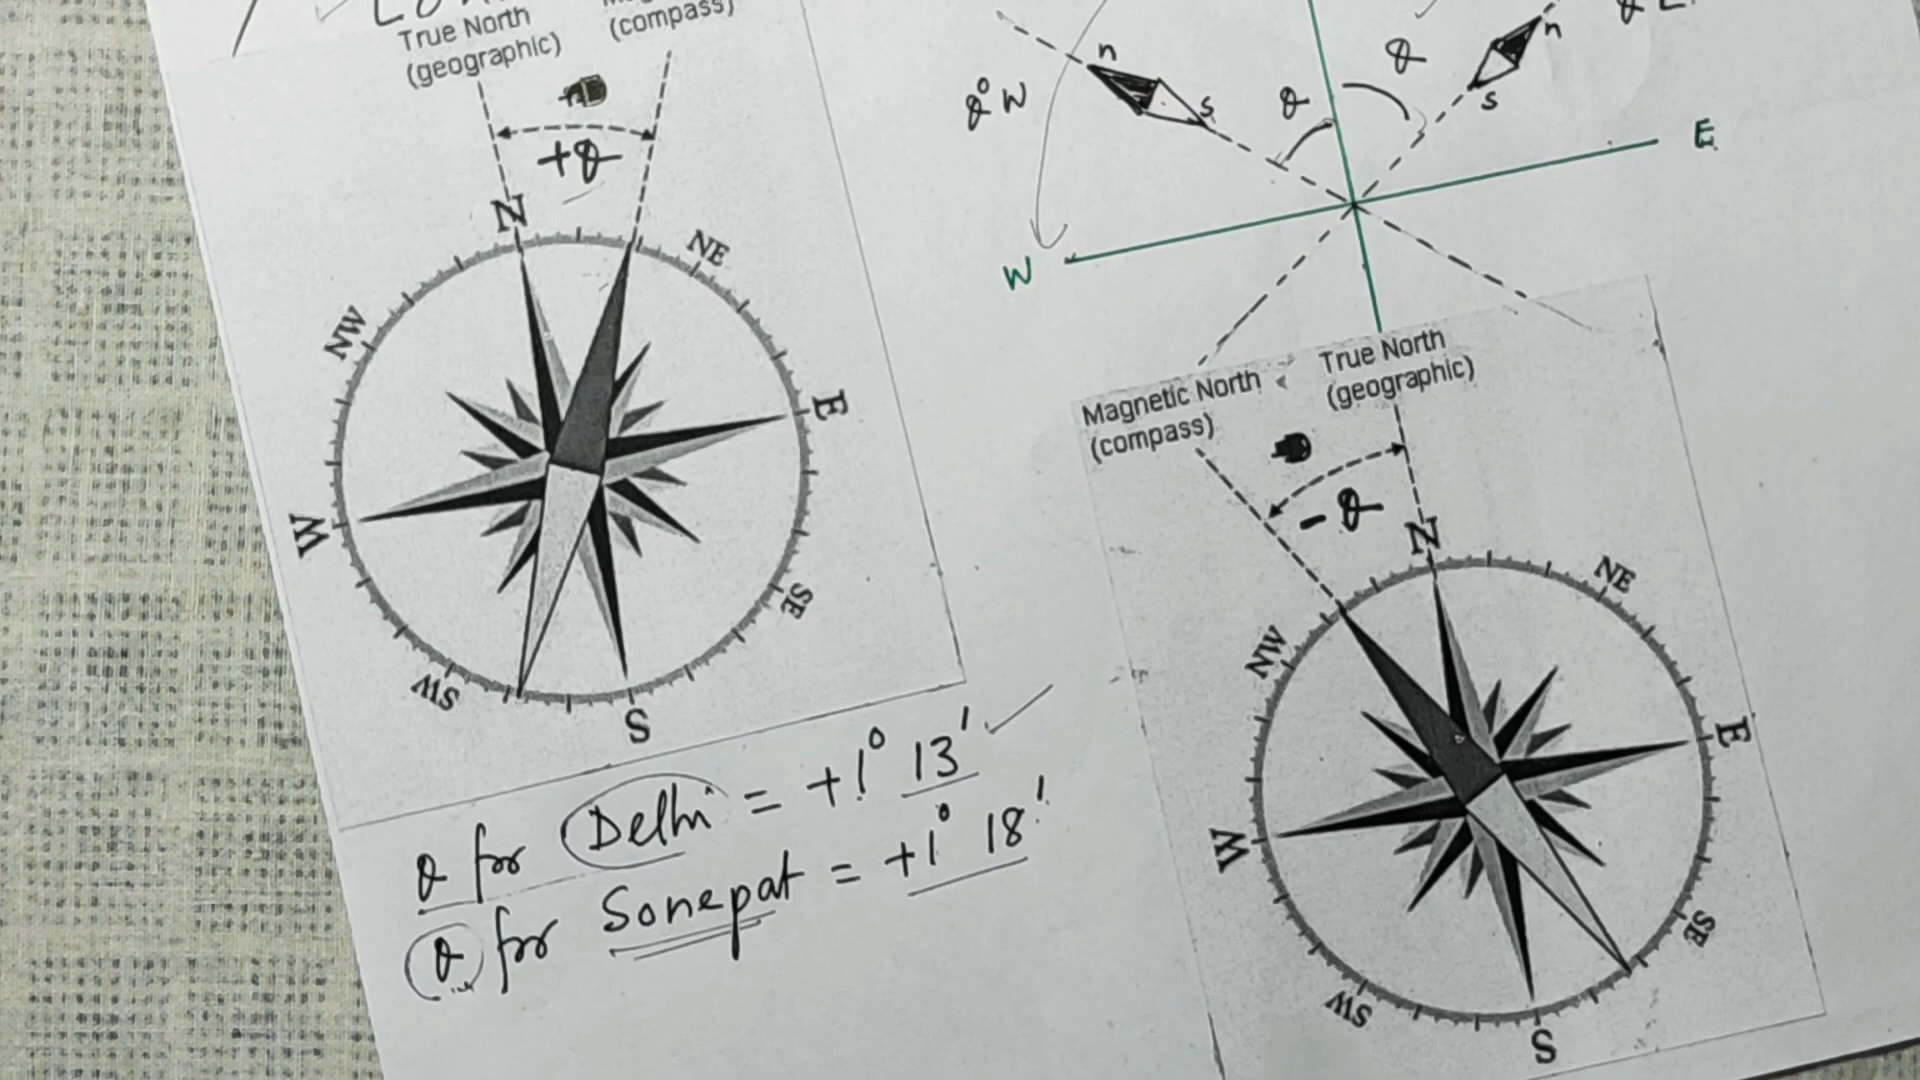 True North
(geographic)
(compass)
+θ
N
NE
E
SE
S
SW
W
NW
n
s
θ° W
θ
θ
n
s
E
W
Magnetic North
(compass)
True North
(geographic)
-θ
N
NE
E
SE
S
SW
W
NW
θ for Delhi = +1° 13'
θ for Sonepat = +1° 18'